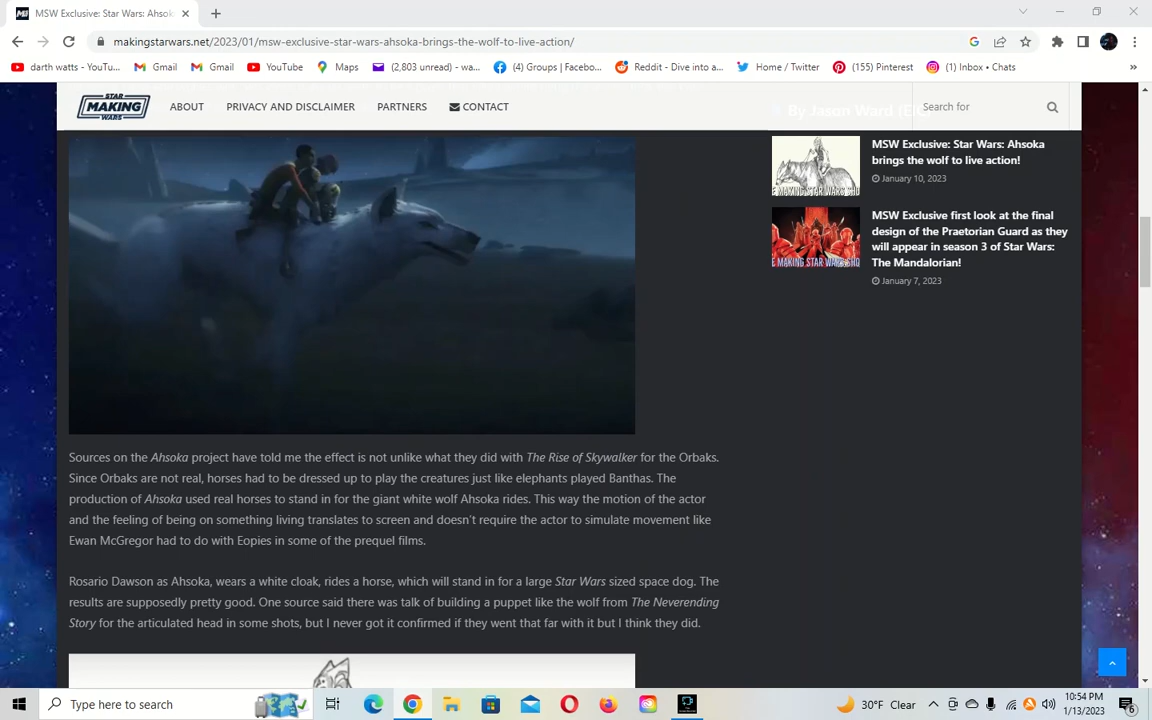 MSW Exclusive: Star Wars: Ahsok
makingstarwars.net/2023/01/msw-exclusive-star-wars-ahsoka-brings-the-wolf-to-live-action/
darth watts - YouTu... Gmail Gmail YouTube Maps (2,803 unread) - wa... (4) Groups | Facebo... Reddit - Dive into a... Home / Twitter (155) Pinterest (1) Inbox • Chats »
STAR MAKING WARS ABOUT PRIVACY AND DISCLAIMER PARTNERS CONTACT Search for
By Jason Ward (EIC)
MSW Exclusive: Star Wars: Ahsoka
brings the wolf to live action!
January 10, 2023
MSW Exclusive first look at the final
design of the Praetorian Guard as they
will appear in season 3 of Star Wars:
The Mandalorian!
January 7, 2023
E MAKING STAR WARS SHO
E MAKING STAR WARS SHO
Sources on the Ahsoka project have told me the effect is not unlike what they did with The Rise of Skywalker for the Orbaks.
Since Orbaks are not real, horses had to be dressed up to play the creatures just like elephants played Banthas. The
production of Ahsoka used real horses to stand in for the giant white wolf Ahsoka rides. This way the motion of the actor
and the feeling of being on something living translates to screen and doesn't require the actor to simulate movement like
Ewan McGregor had to do with Eopies in some of the prequel films.
Rosario Dawson as Ahsoka, wears a white cloak, rides a horse, which will stand in for a large Star Wars sized space dog. The
results are supposedly pretty good. One source said there was talk of building a puppet like the wolf from The Neverending
Story for the articulated head in some shots, but I never got it confirmed if they went that far with it but I think they did.
Type here to search
30°F Clear
10:54 PM
1/13/2023
6